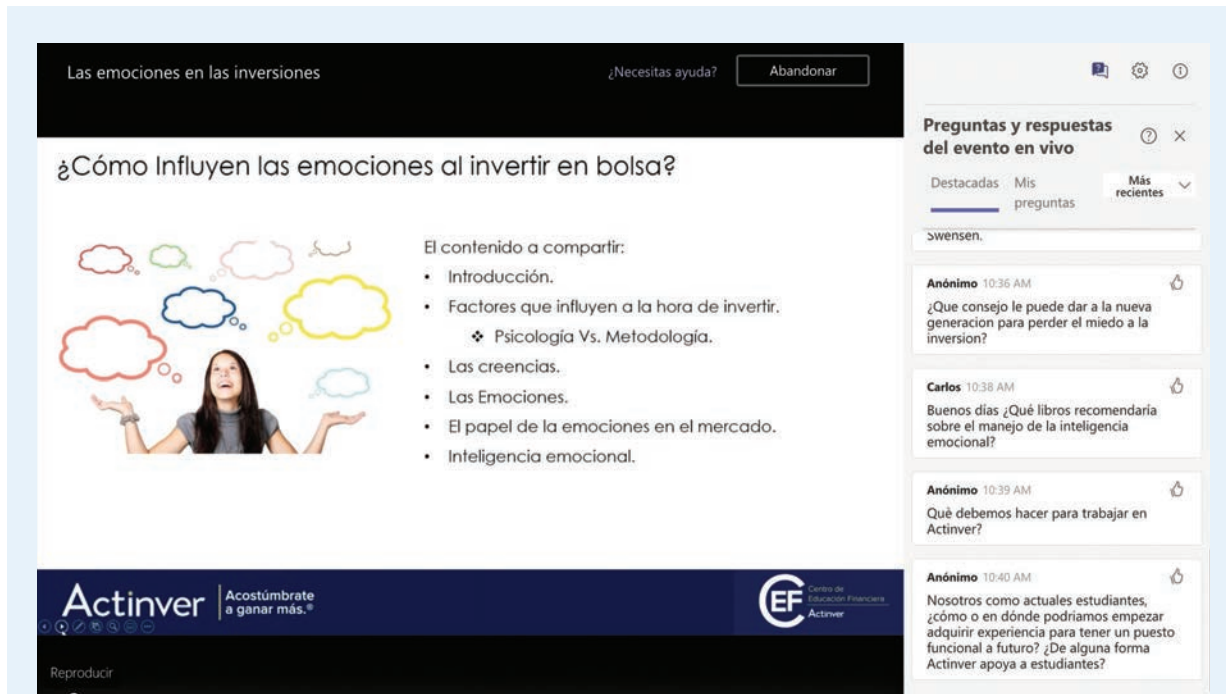 Las emociones en las inversiones
¿Necesitas ayuda?
Abandonar
¿Cómo Influyen las emociones al invertir en bolsa?
El contenido a compartir:
• Introducción.
• Factores que influyen a la hora de invertir.
❖ Psicología Vs. Metodología.
• Las creencias.
• Las Emociones.
• El papel de la emociones en el mercado.
• Inteligencia emocional.
Actinver
Acostúmbrate
a ganar más.®
CEF
Centro de
Educación Financiera
Actinver
Reproducir
Preguntas y respuestas
del evento en vivo
Destacadas
Mis
preguntas
Más
recientes
Swensen.
Anónimo 10:36 AM
¿Que consejo le puede dar a la nueva
generacion para perder el miedo a la
inversion?
Carlos 10:38 AM
Buenos días ¿Qué libros recomendaría
sobre el manejo de la inteligencia
emocional?
Anónimo 10:39 AM
Què debemos hacer para trabajar en
Actinver?
Anónimo 10:40 AM
Nosotros como actuales estudiantes,
¿cómo o en dónde podriamos empezar
adquirir experiencia para tener un puesto
funcional a futuro? ¿De alguna forma
Actinver apoya a estudiantes?